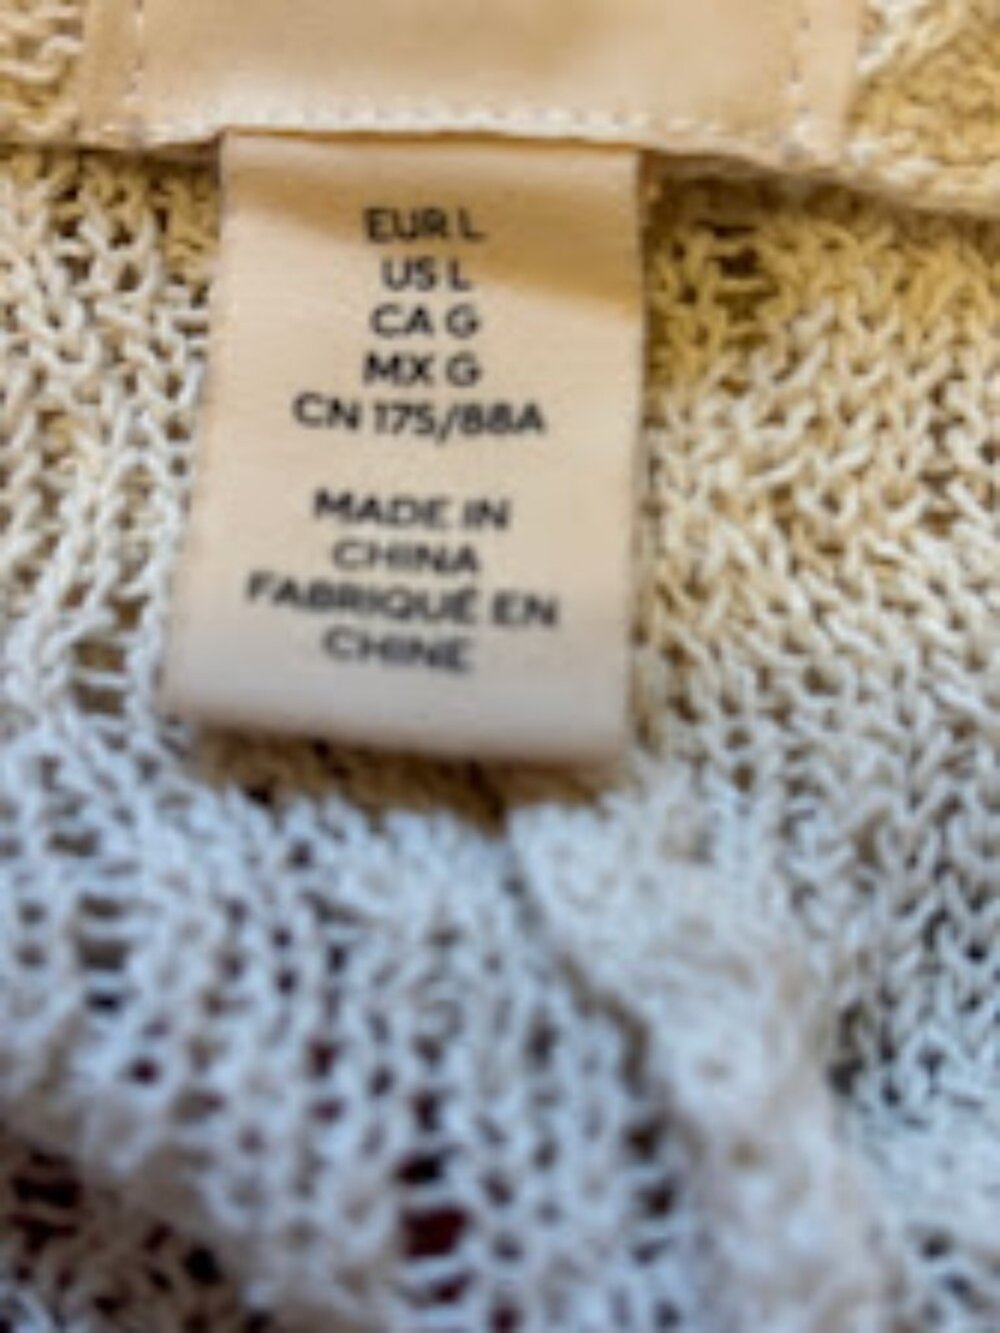 EUR L
US L
CA G
MX G
CN 175/88A
MADE IN
CHINA
FABRIQUÉ EN
CHINE